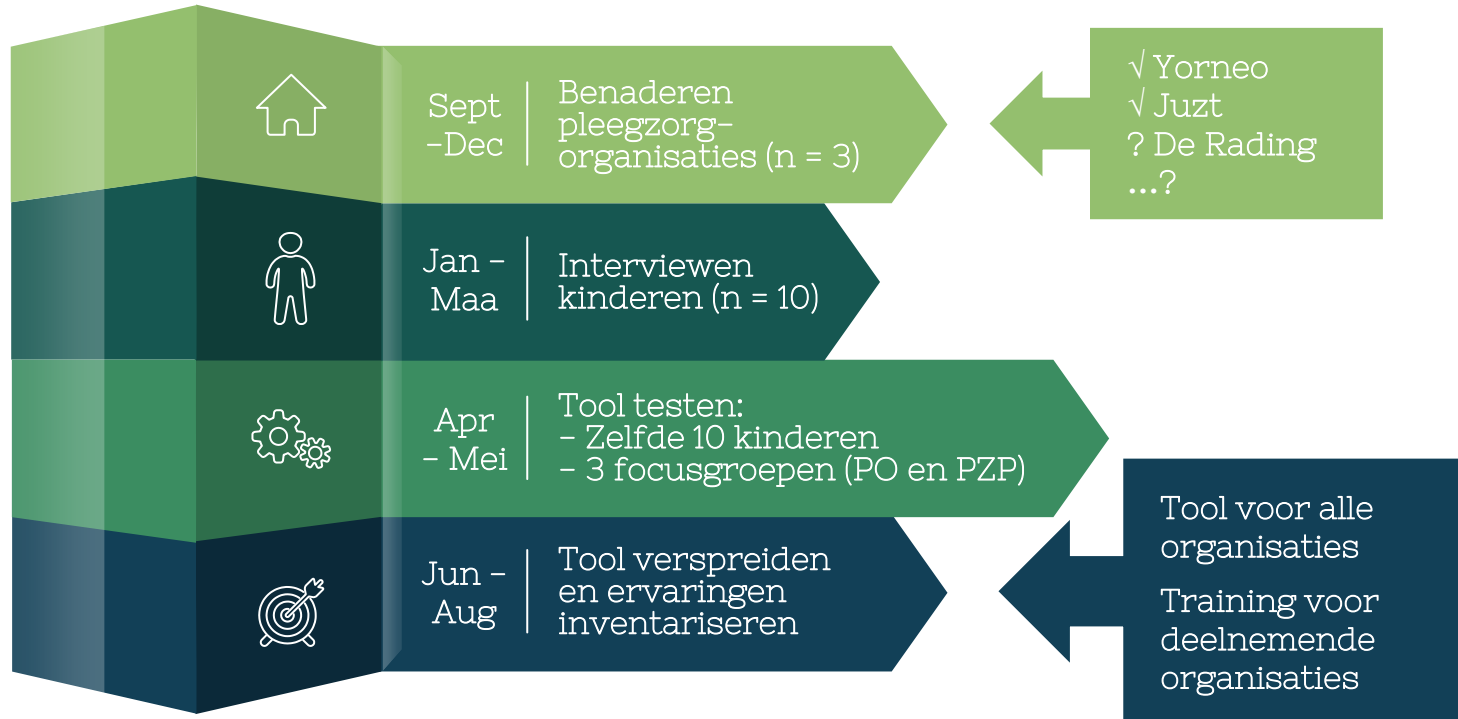 Sept
-Dec
Benaderen
pleegzorg-
organisaties (n = 3)
√ Yorneo
√ Juzt
? De Rading
...?
Jan -
Maa
Interviewen
kinderen (n = 10)
Apr
- Mei
Tool testen:
- Zelfde 10 kinderen
- 3 focusgroepen (PO en PZP)
Jun -
Aug
Tool verspreiden
en ervaringen
inventariseren
Tool voor alle
organisaties
Training voor
deelnemende
organisaties